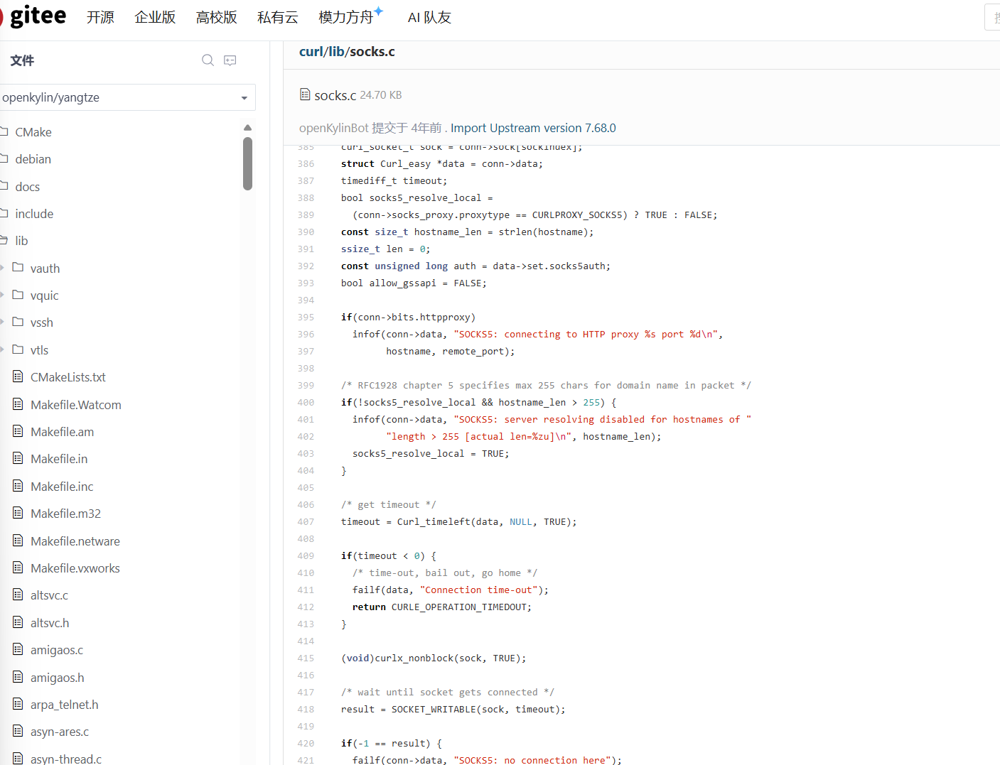 gitee 开源 企业版 高校版 私有云 模力方舟 AI 队友
文件
openkylin/yangtze
CMake
debian
docs
include
lib
vauth
vquic
vssh
vtls
CMakeLists.txt
Makefile.Watcom
Makefile.am
Makefile.in
Makefile.inc
Makefile.m32
Makefile.netware
Makefile.vxworks
altsvc.c
altsvc.h
amigaos.c
amigaos.h
arpa_telnet.h
asyn-ares.c
asyn-thread.c
curl/lib/socks.c
socks.c 24.70 KB
openKylinBot 提交于 4年前 . Import Upstream version 7.68.0
385 curl_socket_t sock = conn->sock[sockindex];
386 struct Curl_easy *data = conn->data;
387 timediff_t timeout;
388 bool socks5_resolve_local =
389 (conn->socks_proxy.proxytype == CURLPROXY_SOCKS5) ? TRUE : FALSE;
390 const size_t hostname_len = strlen(hostname);
391 ssize_t len = 0;
392 const unsigned long auth = data->set.socks5auth;
393 bool allow_gssapi = FALSE;
394
395 if(conn->bits.httpproxy)
396 infof(conn->data, "SOCKS5: connecting to HTTP proxy %s port %d\n",
397 hostname, remote_port);
398
399 /* RFC1928 chapter 5 specifies max 255 chars for domain name in packet */
400 if(!socks5_resolve_local && hostname_len > 255) {
401 infof(conn->data, "SOCKS5: server resolving disabled for hostnames of "
402 "length > 255 [actual len=%zu]\n", hostname_len);
403 socks5_resolve_local = TRUE;
404 }
405
406 /* get timeout */
407 timeout = Curl_timeleft(data, NULL, TRUE);
408
409 if(timeout < 0) {
410 /* time-out, bail out, go home */
411 failf(data, "Connection time-out");
412 return CURLE_OPERATION_TIMEDOUT;
413 }
414
415 (void)curlx_nonblock(sock, TRUE);
416
417 /* wait until socket gets connected */
418 result = SOCKET_WRITABLE(sock, timeout);
419
420 if(-1 == result) {
421 failf(conn->data, "SOCKS5: no connection here");